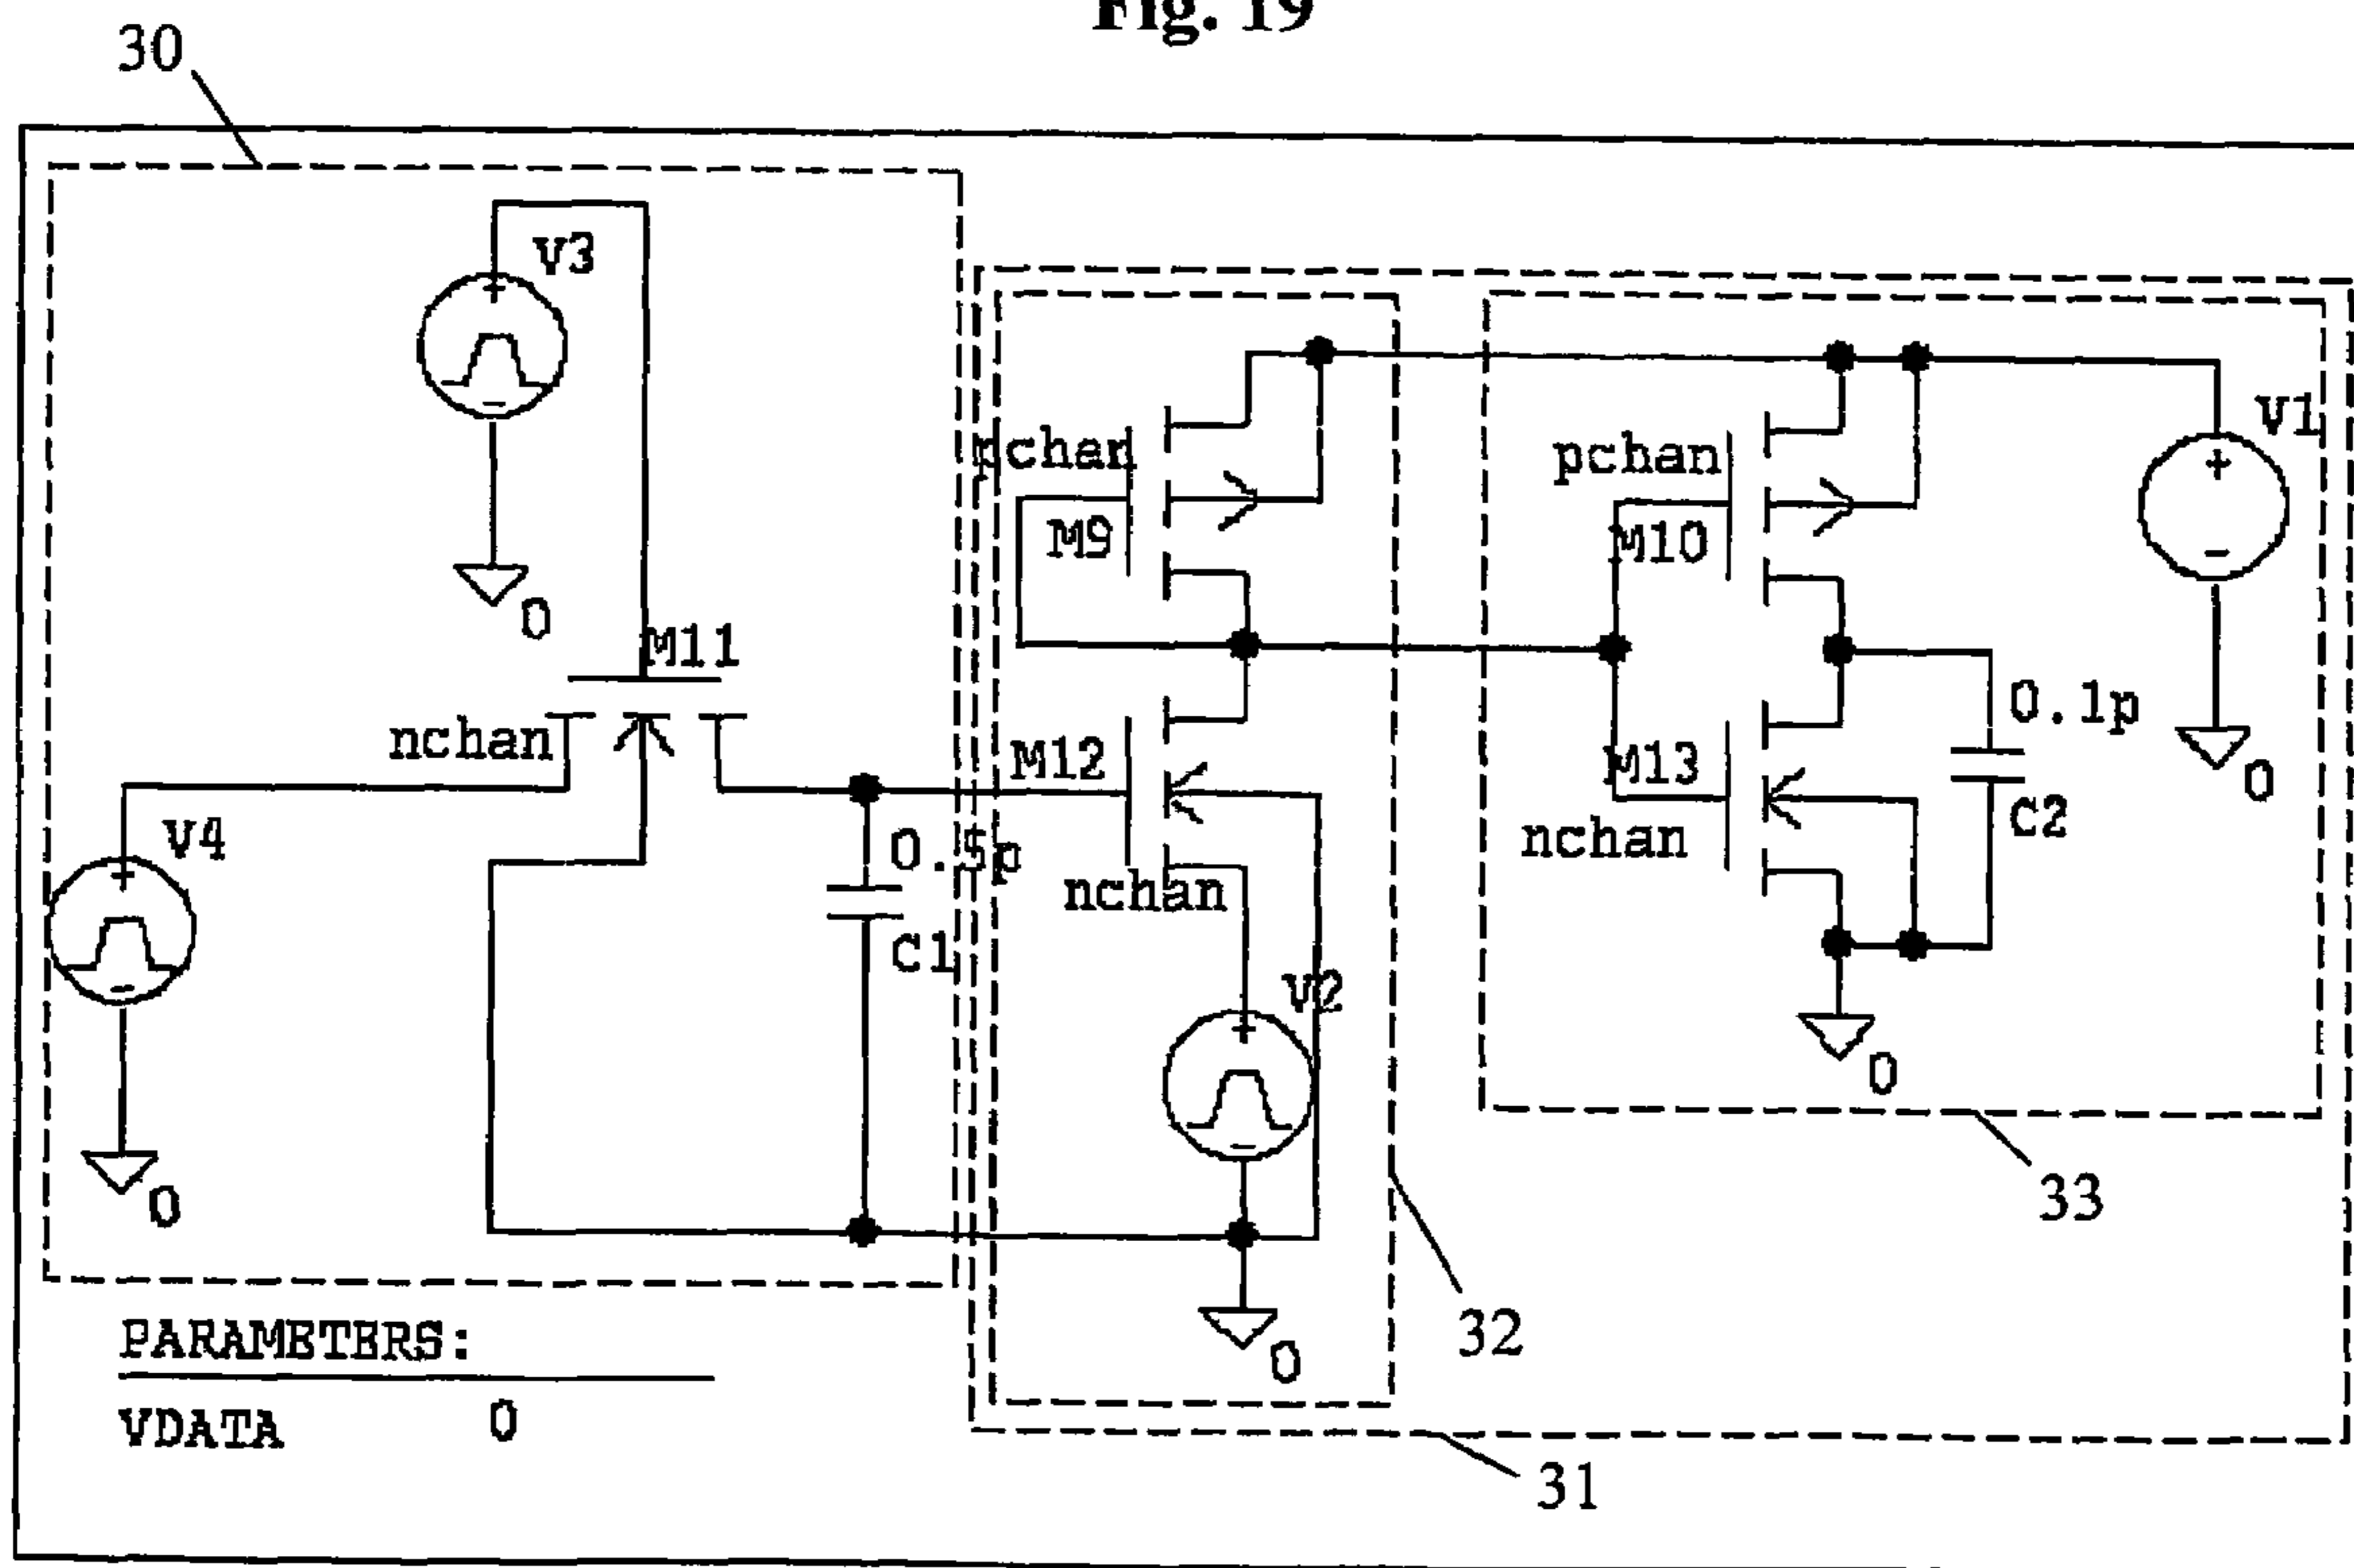 Fig. 19
30
V3
0
M11
nchan
V4
0
0.5p
C1
pchan
M9
M12
nchan
V2
0
pchan
M10
M13
nchan
0.1p
C2
0
V1
0
33
32
31
PARAMETERS:
VDATA 0